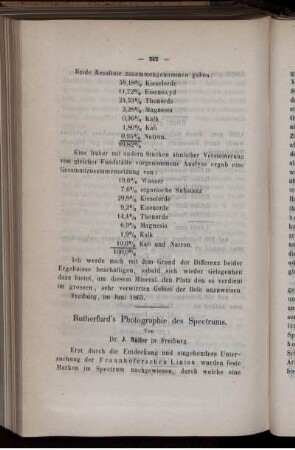 Beide Resultate zusammengenommen geben:
58,18% Kieselerde
11,72% Eisenoxyd
24,53% Thonerde
2,28% Magnesia
0,36% Kalk
1,80% Kali
0,95% Natron.
Eine früher mit andern Stücken ähnlicher Versteinerung
von gleicher Fundstätte vorgenommene Analyse ergab eine
Gesammtzusammensetzung von:
19,6% Wasser
7,6% organische Substanz
29,8% Kieselerde
9,2% Eisenerde
14,4% Thonerde
6,9% Magnesia
1,9% Kalk
10,0% Kali und Natron.
100,0%
Ich werde mich mit dem Grund der Differenz beider
Ergebnisse beschäftigen, sobald sich wieder Gelegenheit
dazu bietet, um diesem Mineral den Platz den es verdient
im grossen, sehr verwirrten Gebiet der Bole anzuweisen.
Freiburg, im Juni 1865.
Rutherfurd's Photographie des Spectrums.
Von
Dr. J. Müller in Freiburg.
Erst durch die Entdeckung und eingehendere Unter-
suchung der Fraunhofer'schen Linien, wurden feste
Marken im Spectrum nachgewiesen, durch welche eine